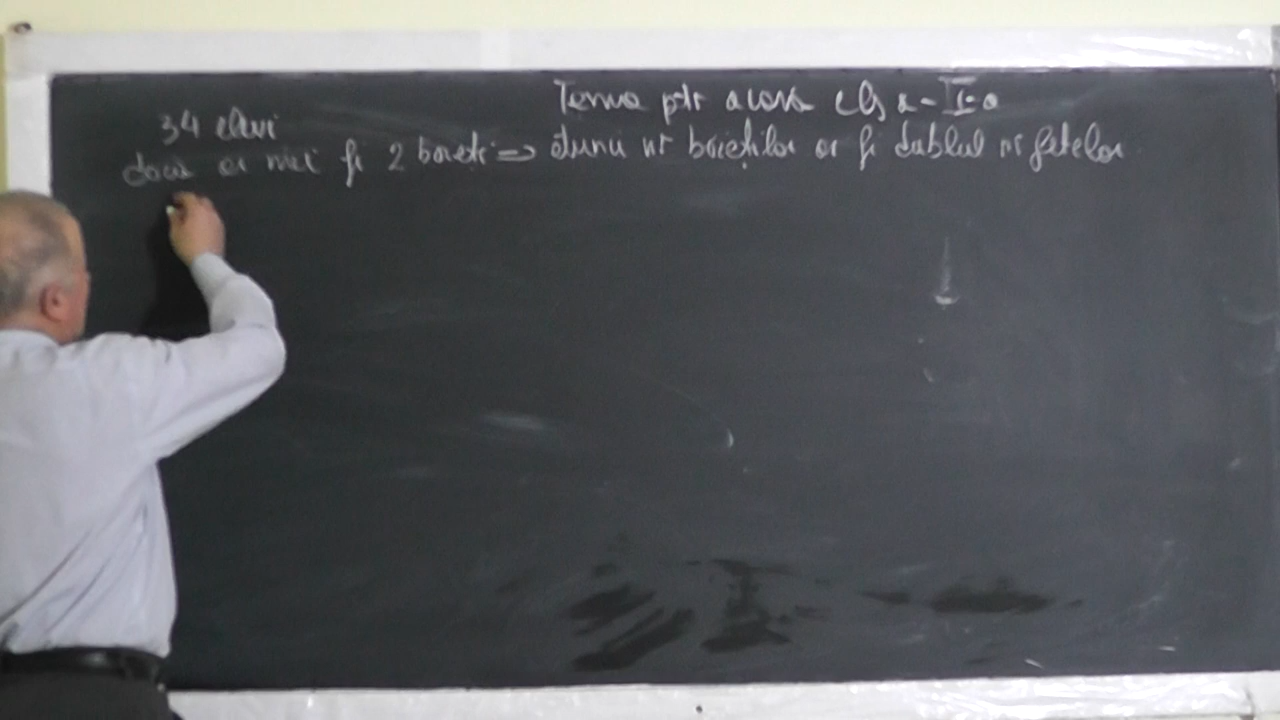 Tema ptr acasă cls a-II-a
34 elevi
dacă ar mai fi 2 băieți => atunci nr băieților ar fi dublul nr fetelor